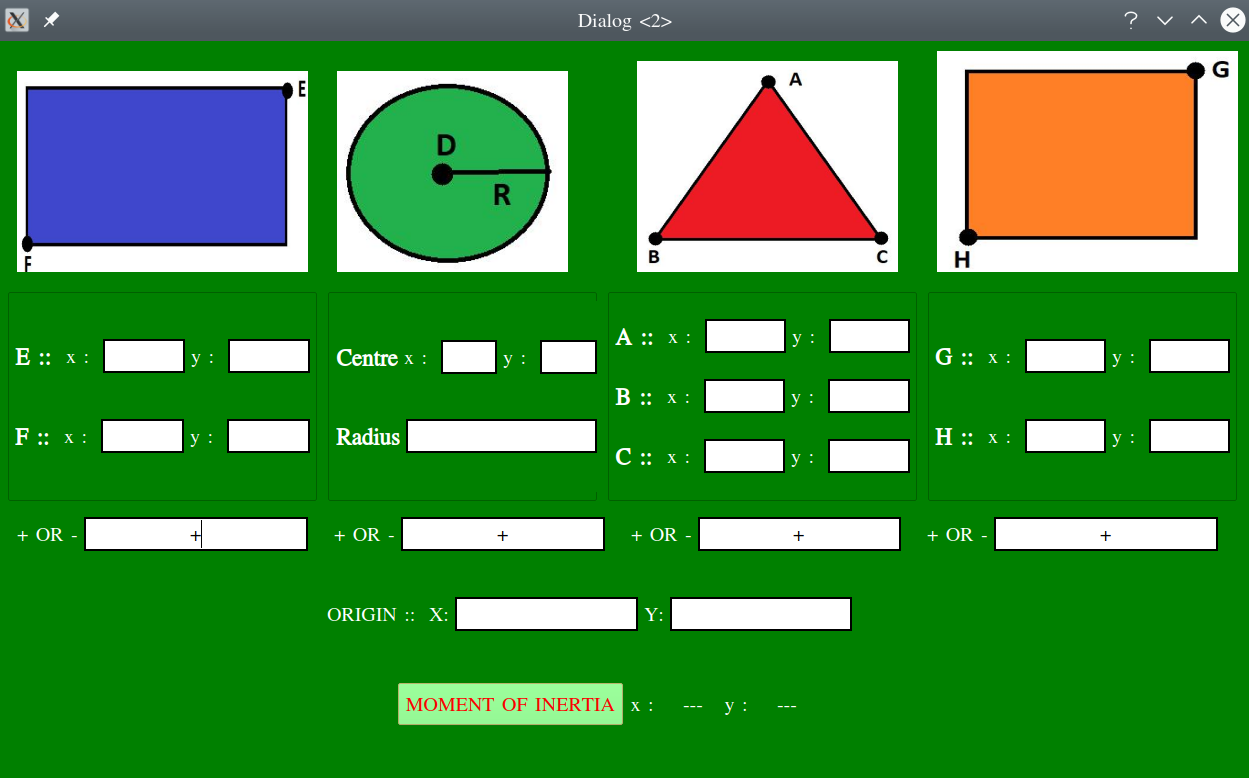 Dialog <2>
E
F
D
R
A
B
C
G
H
E :: x : y :
F :: x : y :
Centre x : y :
Radius
A :: x : y :
B :: x : y :
C :: x : y :
G :: x : y :
H :: x : y :
+ OR - +
+ OR - +
+ OR - +
+ OR - +
ORIGIN :: X: Y:
MOMENT OF INERTIA x : --- y : ---